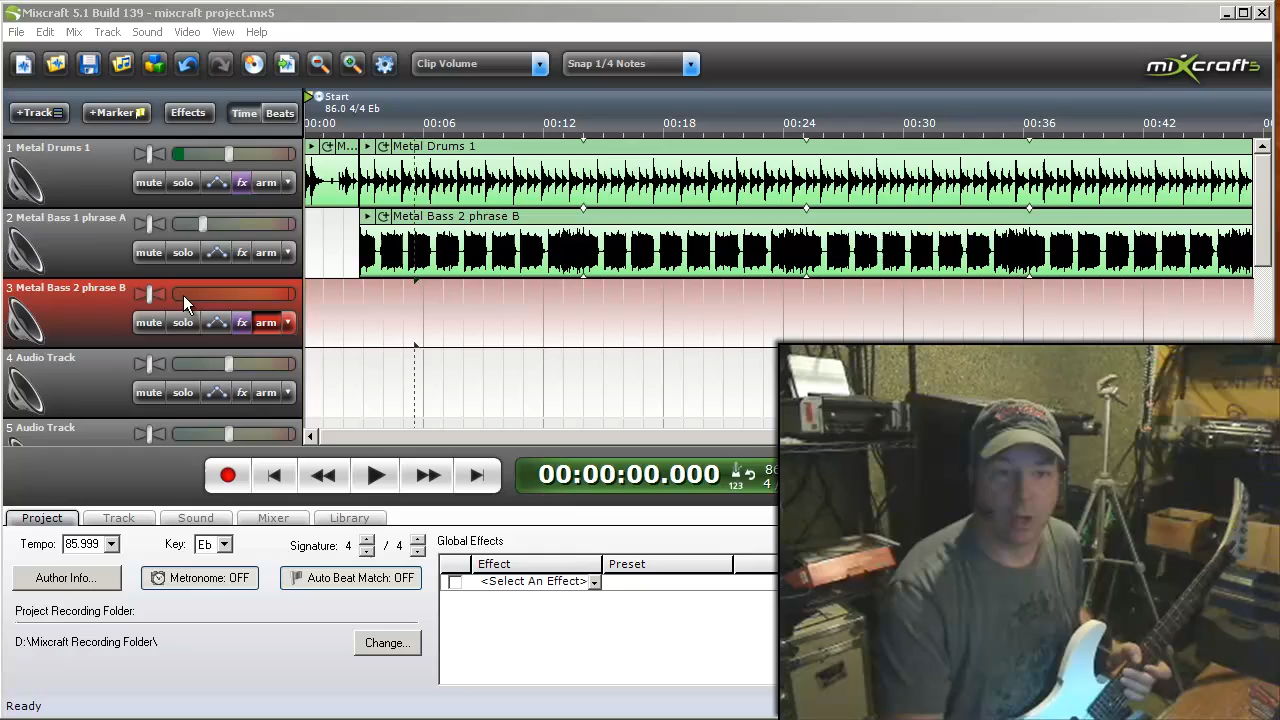 Mixcraft 5.1 Build 139 - mixcraft project.mx5
File Edit Mix Track Sound Video View Help
Clip Volume Snap 1/4 Notes mixcraft5
+Track +Marker Effects Time Beats
Start
86.0 4/4 Eb
00:00 00:06 00:12 00:18 00:24 00:30 00:36 00:42 00
1 Metal Drums 1
mute solo fx arm
M... Metal Drums 1
2 Metal Bass 1 phrase A
mute solo fx arm
Metal Bass 2 phrase B
3 Metal Bass 2 phrase B
mute solo fx arm
4 Audio Track
mute solo fx arm
5 Audio Track
00:00:00.000
123
86
4 /
Project Track Sound Mixer Library
Tempo: 85.999 Key: Eb Signature: 4 / 4
Author Info... Metronome: OFF Auto Beat Match: OFF
Project Recording Folder:
D:\Mixcraft Recording Folder\ Change...
Global Effects
Effect Preset
<Select An Effect>
Ready